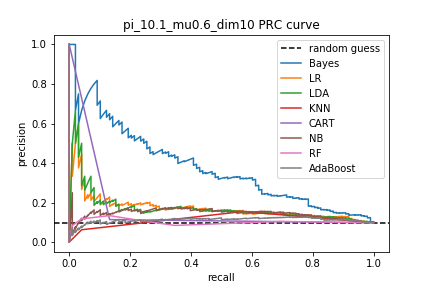 pi_10.1_mu0.6_dim10 PRC curve
1.0
0.8
0.6
0.4
0.2
0.0
precision
random guess
Bayes
LR
LDA
KNN
CART
NB
RF
AdaBoost
0.0 0.2 0.4 0.6 0.8 1.0
recall